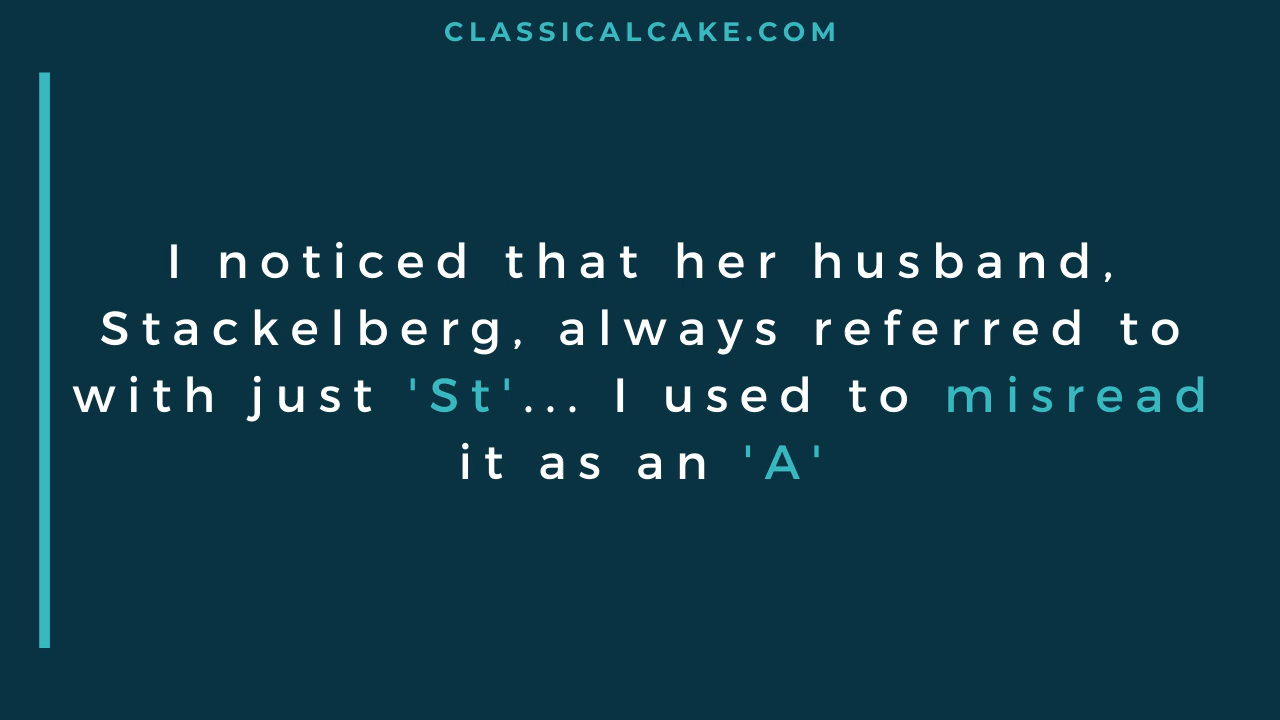 CLASSICALCAKE.COM
I noticed that her husband,
Stackelberg, always referred to
with just 'St'... I used to misread
it as an 'A'